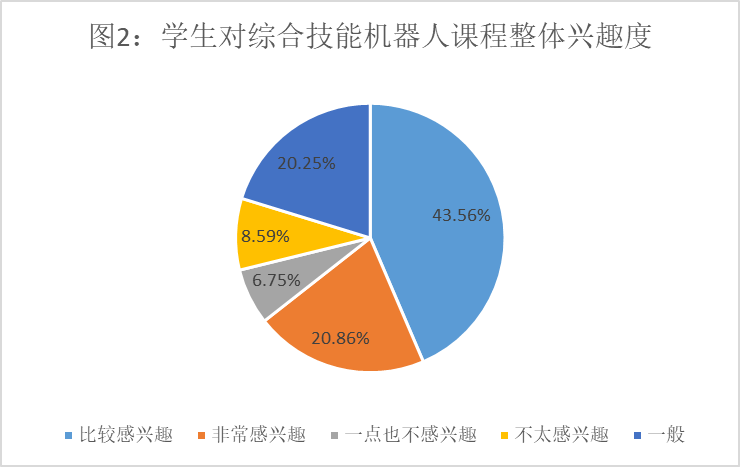 图2：学生对综合技能机器人课程整体兴趣度
20.25%
43.56%
8.59%
6.75%
20.86%
比较感兴趣 非常感兴趣 一点也不感兴趣 不太感兴趣 一般